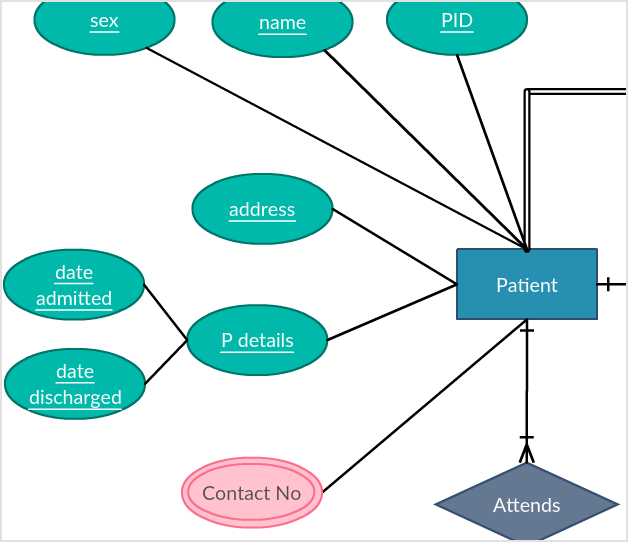 sex
name
PID
address
date
admitted
Patient
P details
date
discharged
Contact No
Attends